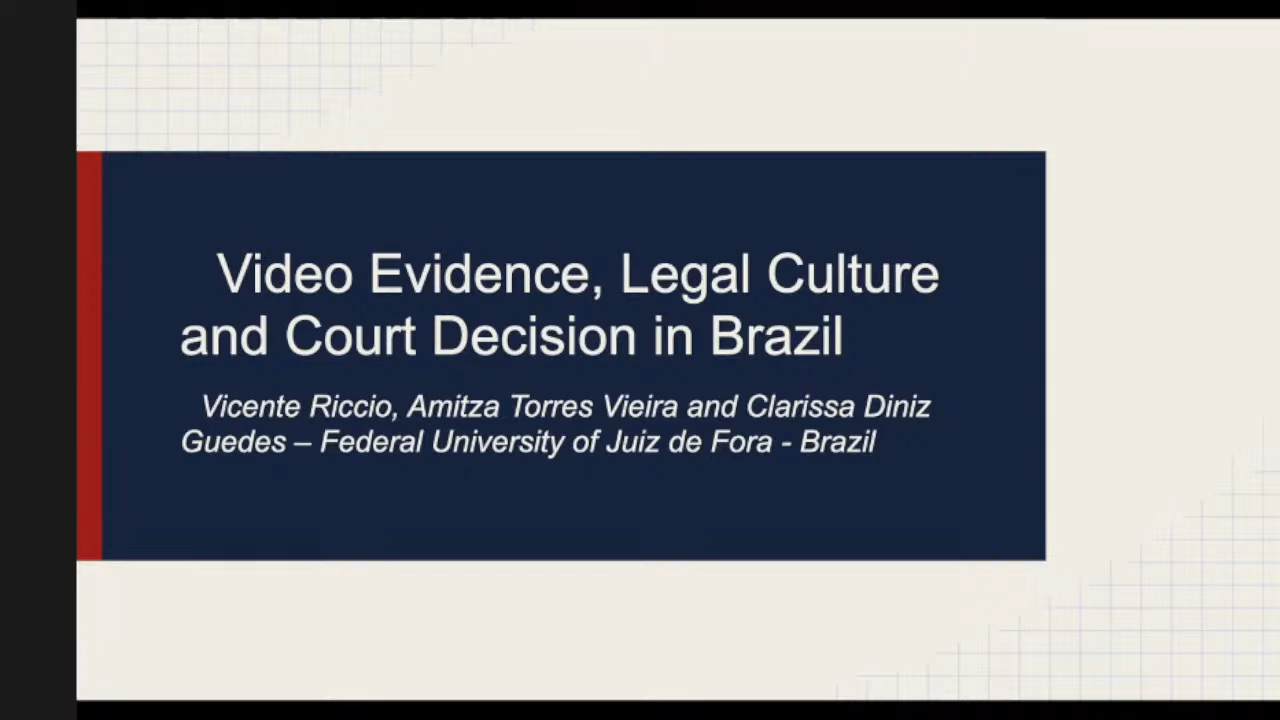 Video Evidence, Legal Culture
and Court Decision in Brazil
Vicente Riccio, Amitza Torres Vieira and Clarissa Diniz
Guedes – Federal University of Juiz de Fora - Brazil